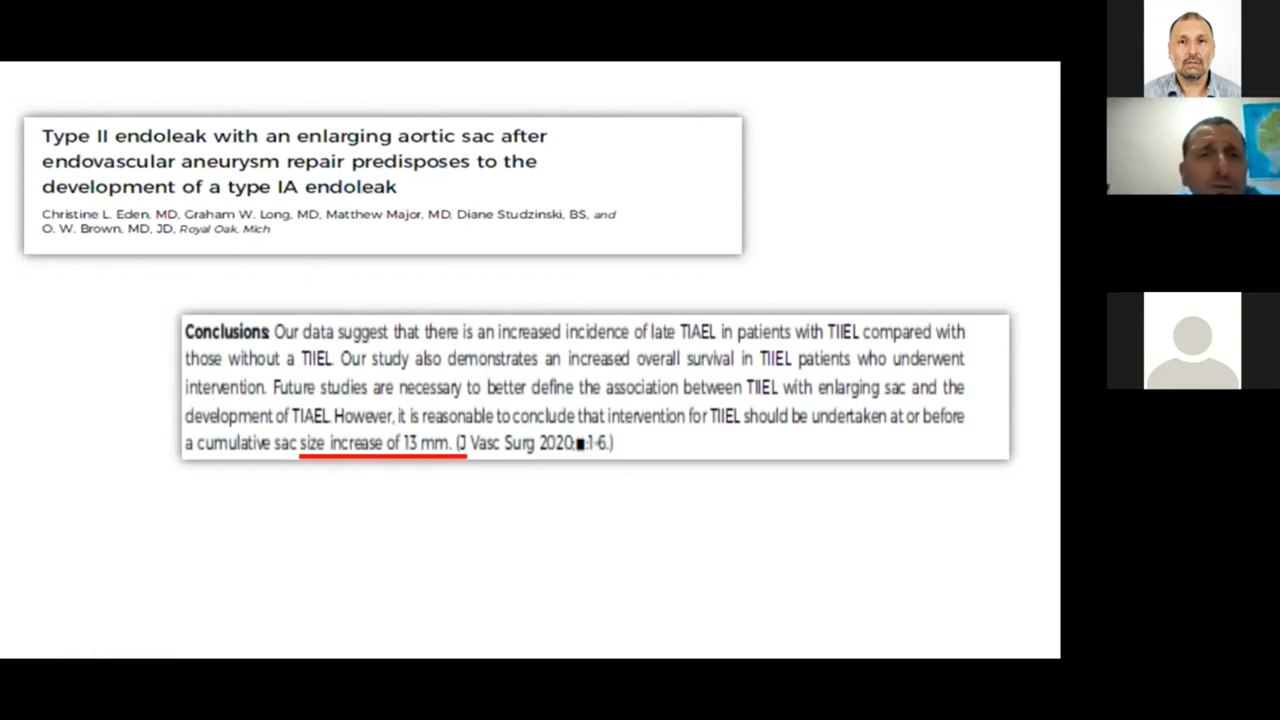 Type II endoleak with an enlarging aortic sac after
endovascular aneurysm repair predisposes to the
development of a type IA endoleak
Christine L. Eden, MD, Graham W. Long, MD, Matthew Major, MD, Diane Studzinski, BS, and
O. W. Brown, MD, JD, Royal Oak, Mich
Conclusions: Our data suggest that there is an increased incidence of late TIAEL in patients with TIIEL compared with
those without a TIIEL. Our study also demonstrates an increased overall survival in TIIEL patients who underwent
intervention. Future studies are necessary to better define the association between TIIEL with enlarging sac and the
development of TIAEL. However, it is reasonable to conclude that intervention for TIIEL should be undertaken at or before
a cumulative sac size increase of 13 mm. (J Vasc Surg 2020;■:1-6.)